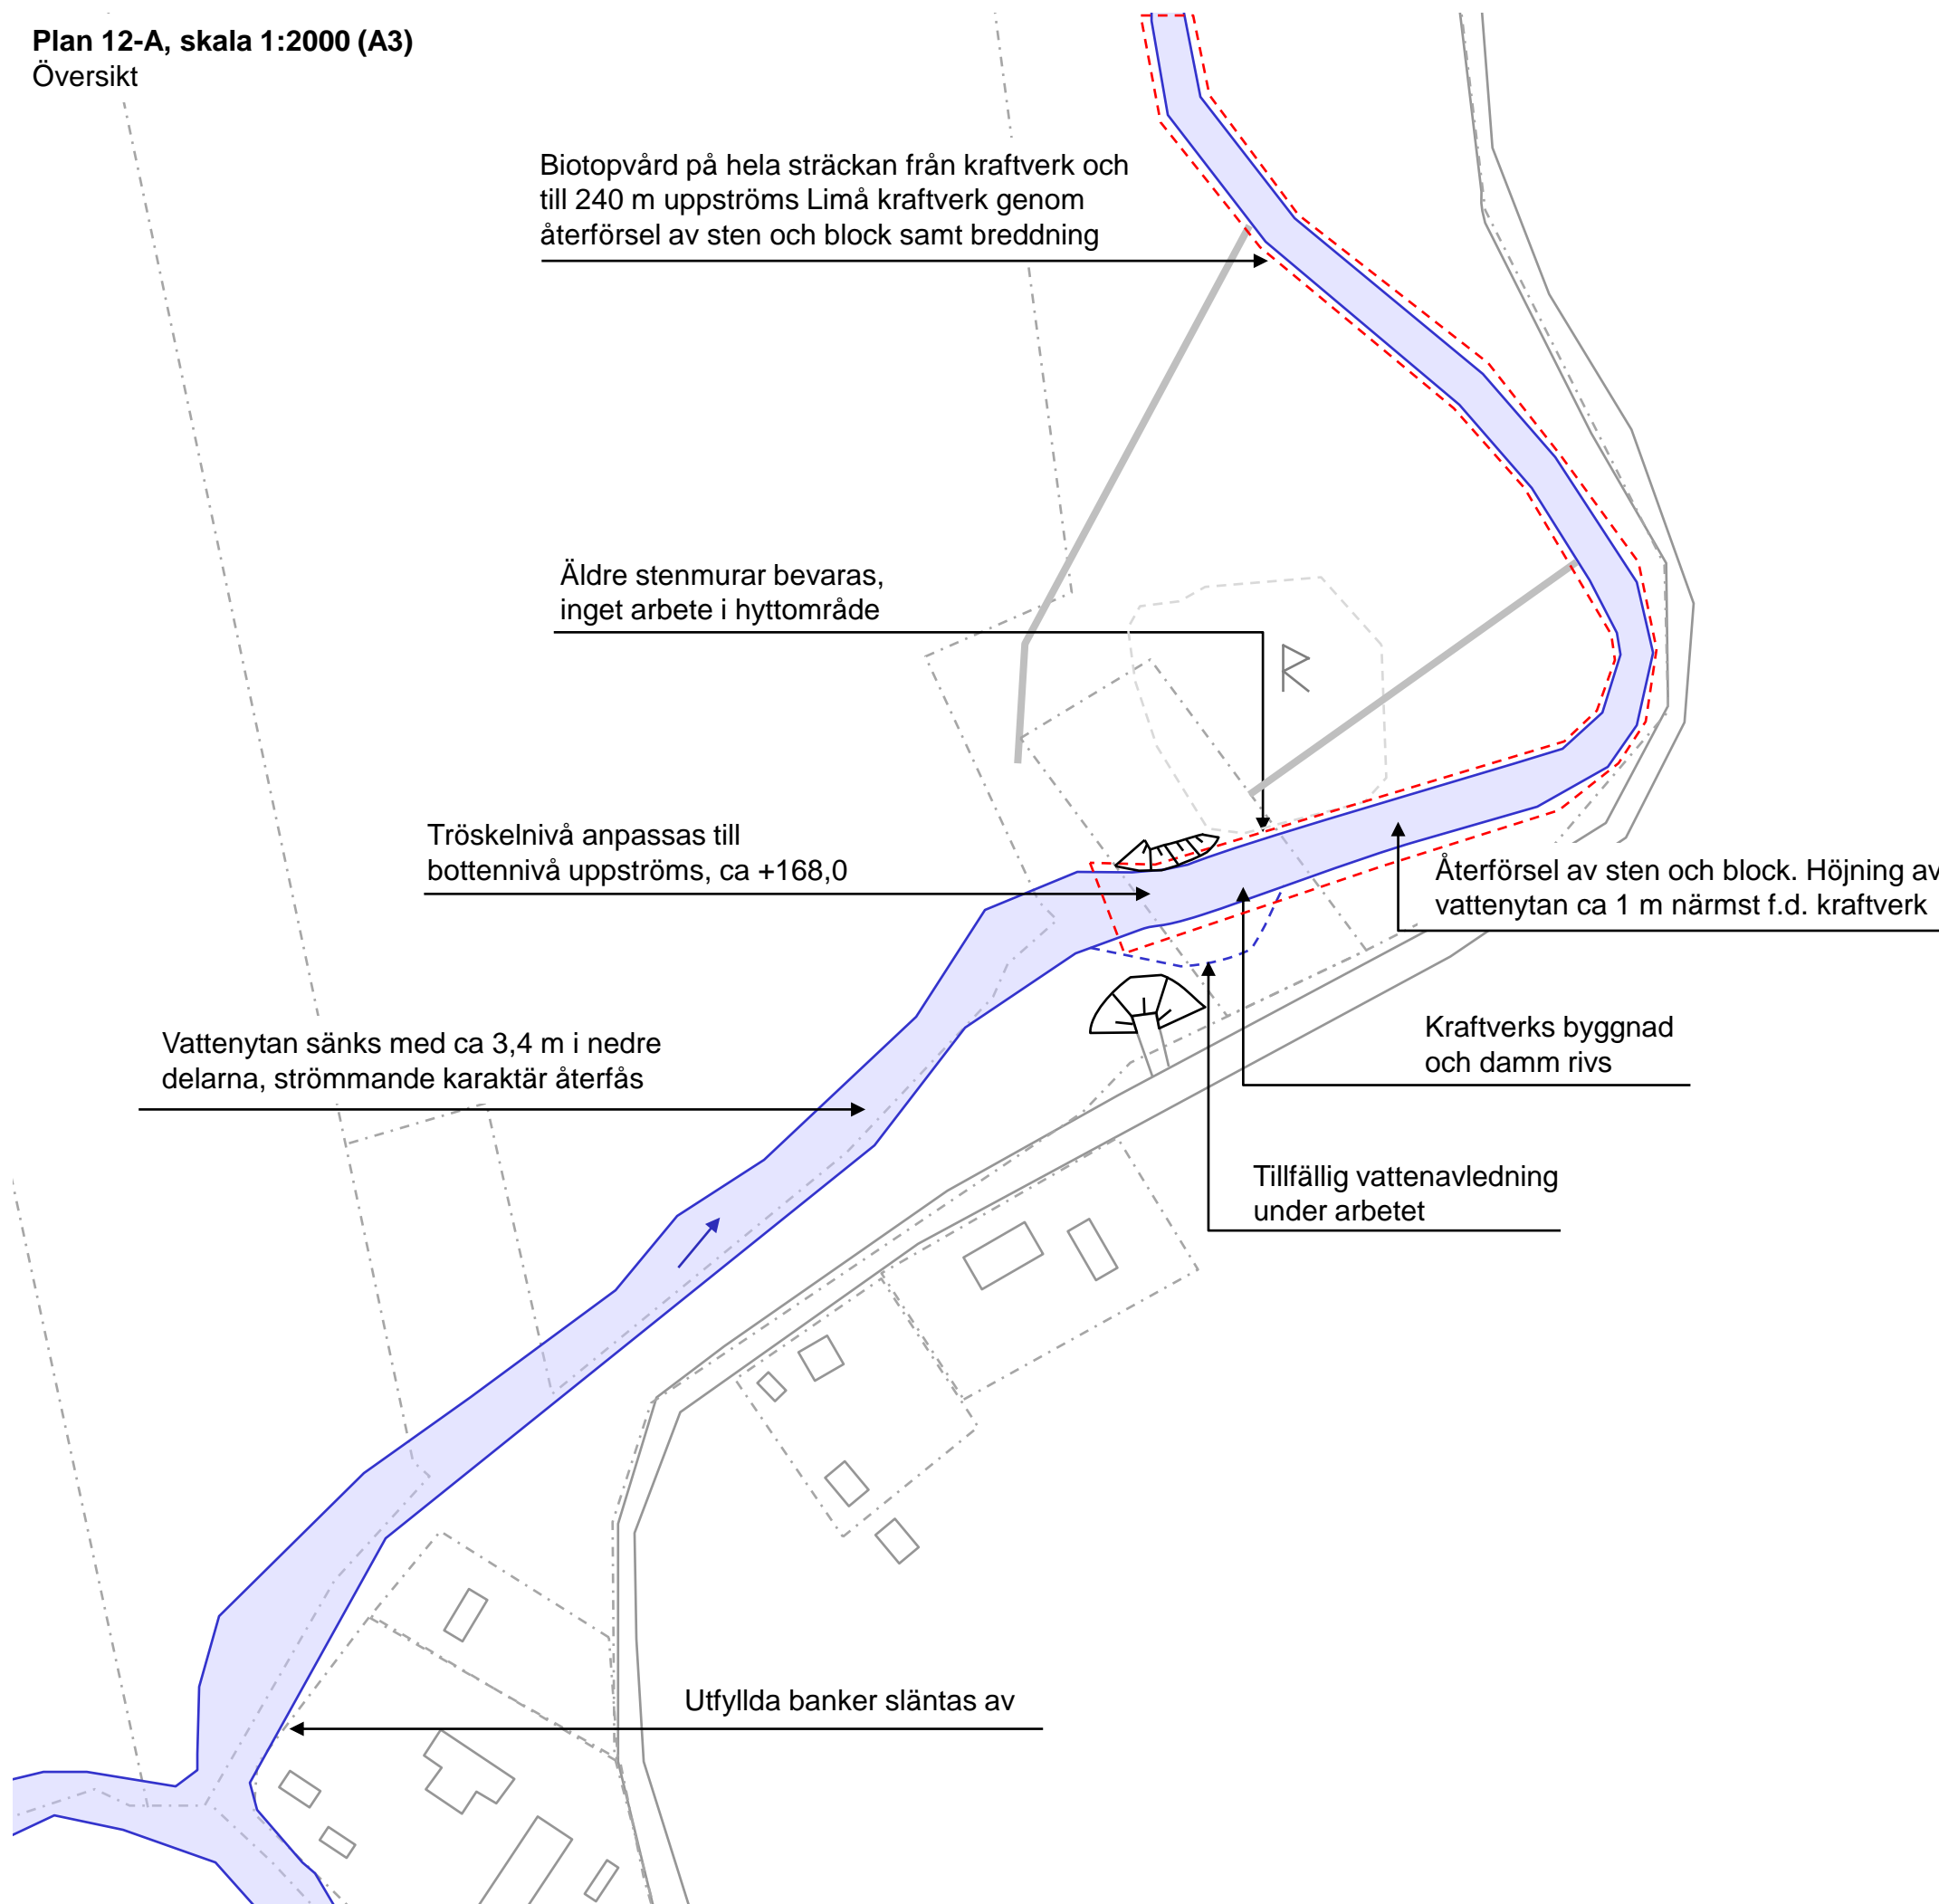 Plan 12-A, skala 1:2000 (A3)
Översikt
Biotopvård på hela sträckan från kraftverk och
till 240 m uppströms Limå kraftverk genom
återförsel av sten och block samt breddning
Äldre stenmurar bevaras,
inget arbete i hyttområde
R
Tröskelnivå anpassas till
bottennivå uppströms, ca +168,0
Återförsel av sten och block. Höjning av
vattenytan ca 1 m närmst f.d. kraftverk
Vattenytan sänks med ca 3,4 m i nedre
delarna, strömmande karaktär återfås
Kraftverks byggnad
och damm rivs
Tillfällig vattenavledning
under arbetet
Utfyllda banker släntas av